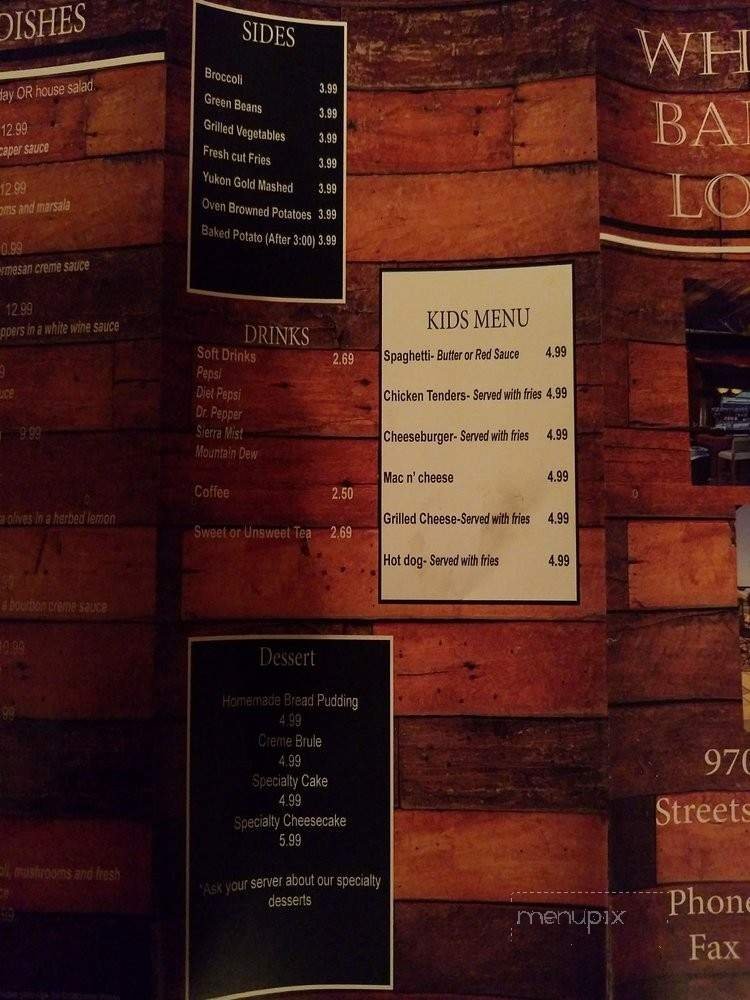 DISHES
day OR house salad.
12.99
caper sauce
12.99
oms and marsala
0.99
rmesan creme sauce
12.99
ppers in a white wine sauce
9
uce
9.99
a olives in a herbed lemon
a bourbon creme sauce
10.99
99
oli, mushrooms and fresh
SIDES
Broccoli 3.99
Green Beans 3.99
Grilled Vegetables 3.99
Fresh cut Fries 3.99
Yukon Gold Mashed 3.99
Oven Browned Potatoes 3.99
Baked Potato (After 3:00) 3.99
DRINKS
Soft Drinks 2.69
Pepsi
Diet Pepsi
Dr. Pepper
Sierra Mist
Mountain Dew
Coffee 2.50
Sweet or Unsweet Tea 2.69
KIDS MENU
Spaghetti- Butter or Red Sauce 4.99
Chicken Tenders- Served with fries 4.99
Cheeseburger- Served with fries 4.99
Mac n' cheese 4.99
Grilled Cheese-Served with fries 4.99
Hot dog- Served with fries 4.99
Dessert
Homemade Bread Pudding
4.99
Creme Brule
4.99
Specialty Cake
4.99
Specialty Cheesecake
5.99
*Ask your server about our specialty
desserts
WH
BA
LO
970
Streets
Phone
Fax
menupix